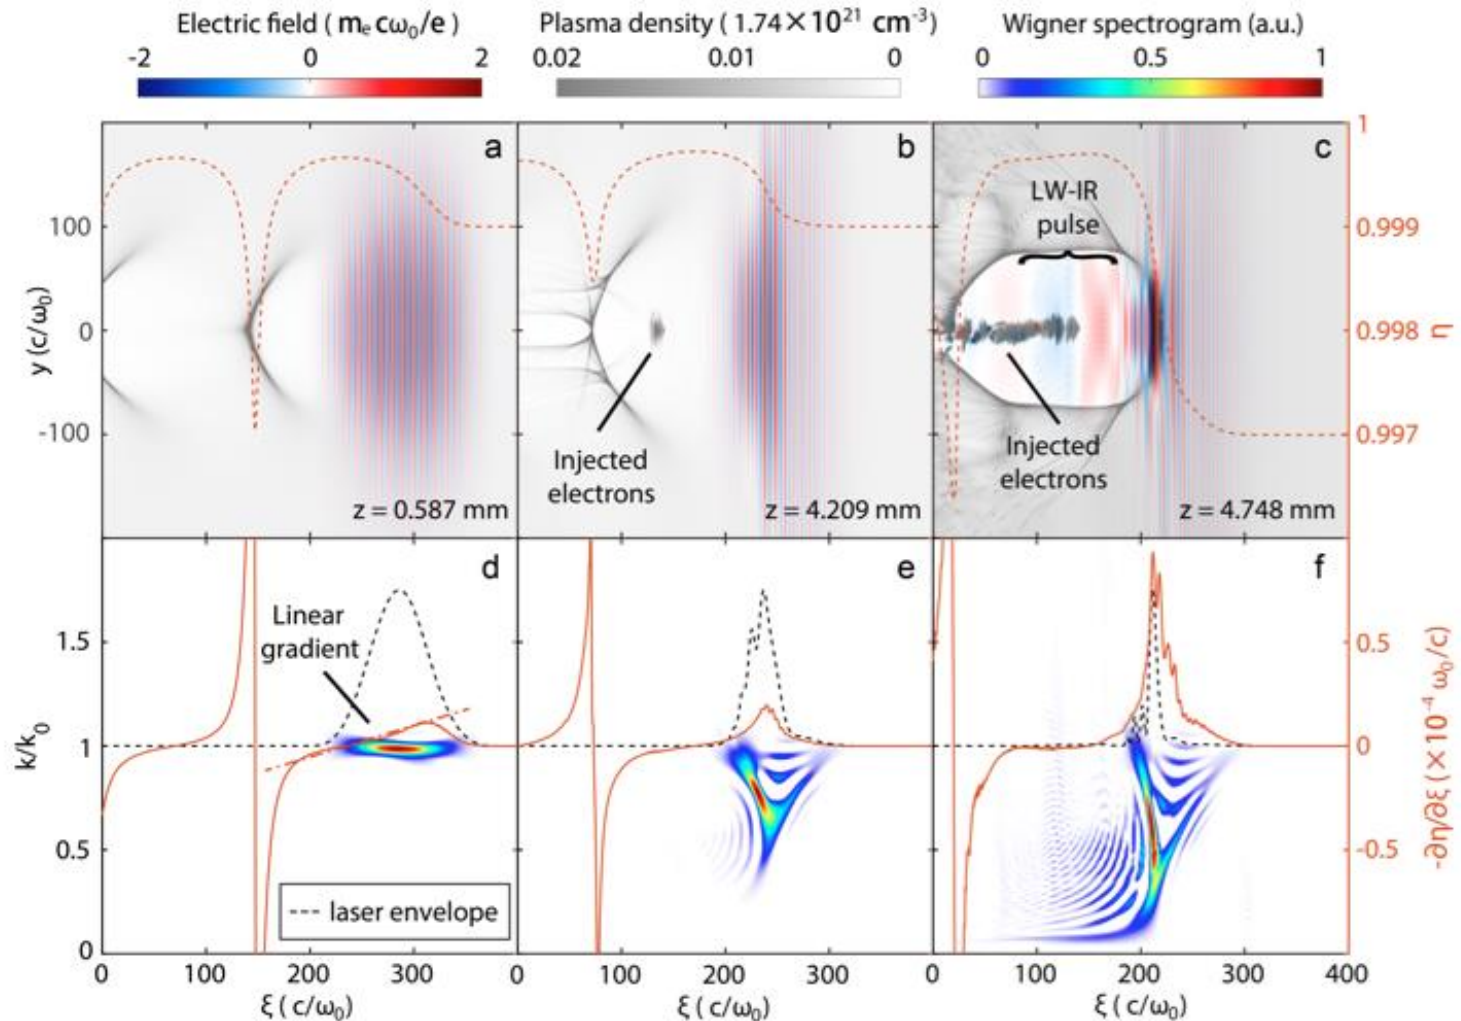 Electric field ( mₑ cω₀/e )
-2 0 2
Plasma density ( 1.74×10²¹ cm⁻³)
0.02 0.01 0
Wigner spectrogram (a.u.)
0 0.5 1
a
y (c/ω₀)
100
0
-100
z = 0.587 mm
b
Injected
electrons
z = 4.209 mm
c
LW-IR
pulse
Injected
electrons
z = 4.748 mm
1
0.999
0.998
0.997
η
d
Linear
gradient
k/k₀
1.5
1
0.5
0
laser envelope
0 100 200 300
ξ ( c/ω₀)
e
0 100 200 300
ξ ( c/ω₀)
f
0 100 200 300 400
ξ ( c/ω₀)
0.5
0
-0.5
-∂η/∂ξ (×10⁻⁴ ω₀/c)